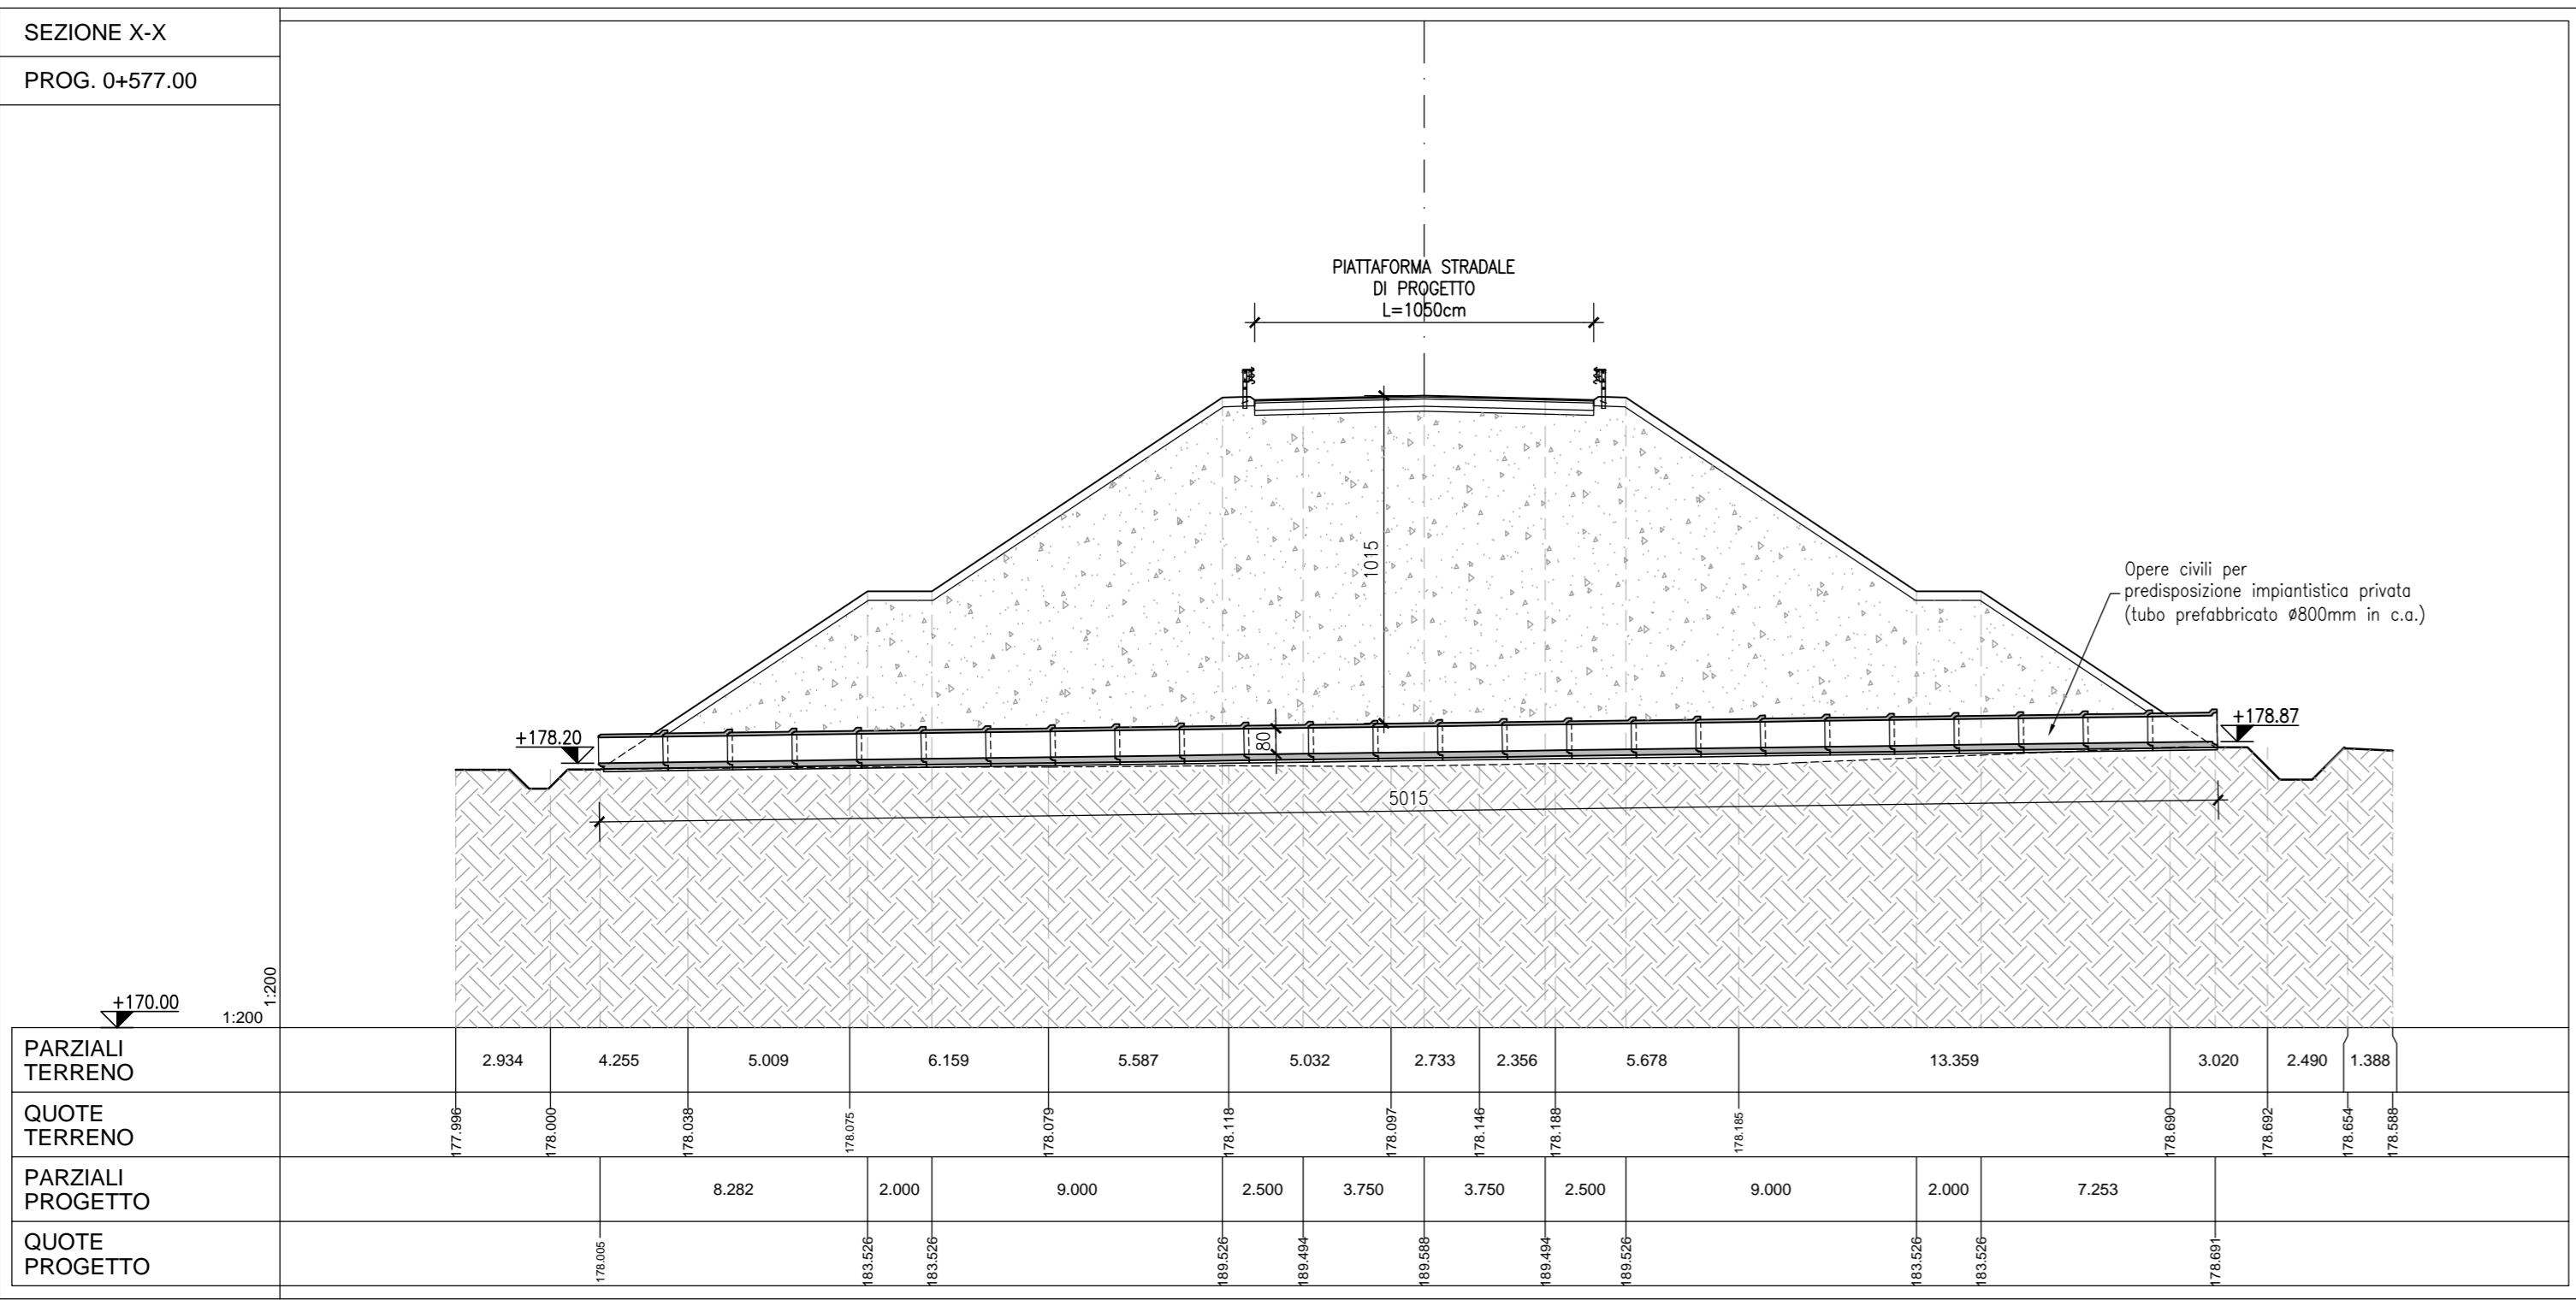 SEZIONE X-X
PROG. 0+577.00
PIATTAFORMA STRADALE
DI PROGETTO
L=1050cm
1015
Opere civili per
predisposizione impiantistica privata
(tubo prefabbricato Ø800mm in c.a.)
+178.20
80
+178.87
5015
+170.00
1:200
1:200
PARZIALI
TERRENO
2.934 4.255 5.009 6.159 5.587 5.032 2.733 2.356 5.678 13.359 3.020 2.490 1.388
QUOTE
TERRENO
177.996 178.000 178.038 178.075 178.079 178.118 178.097 178.146 178.188 178.185 178.690 178.692 178.654 178.588
PARZIALI
PROGETTO
8.282 2.000 9.000 2.500 3.750 3.750 2.500 9.000 2.000 7.253
QUOTE
PROGETTO
178.005 183.526 183.526 189.526 189.494 189.588 189.494 189.526 183.526 183.526 178.691